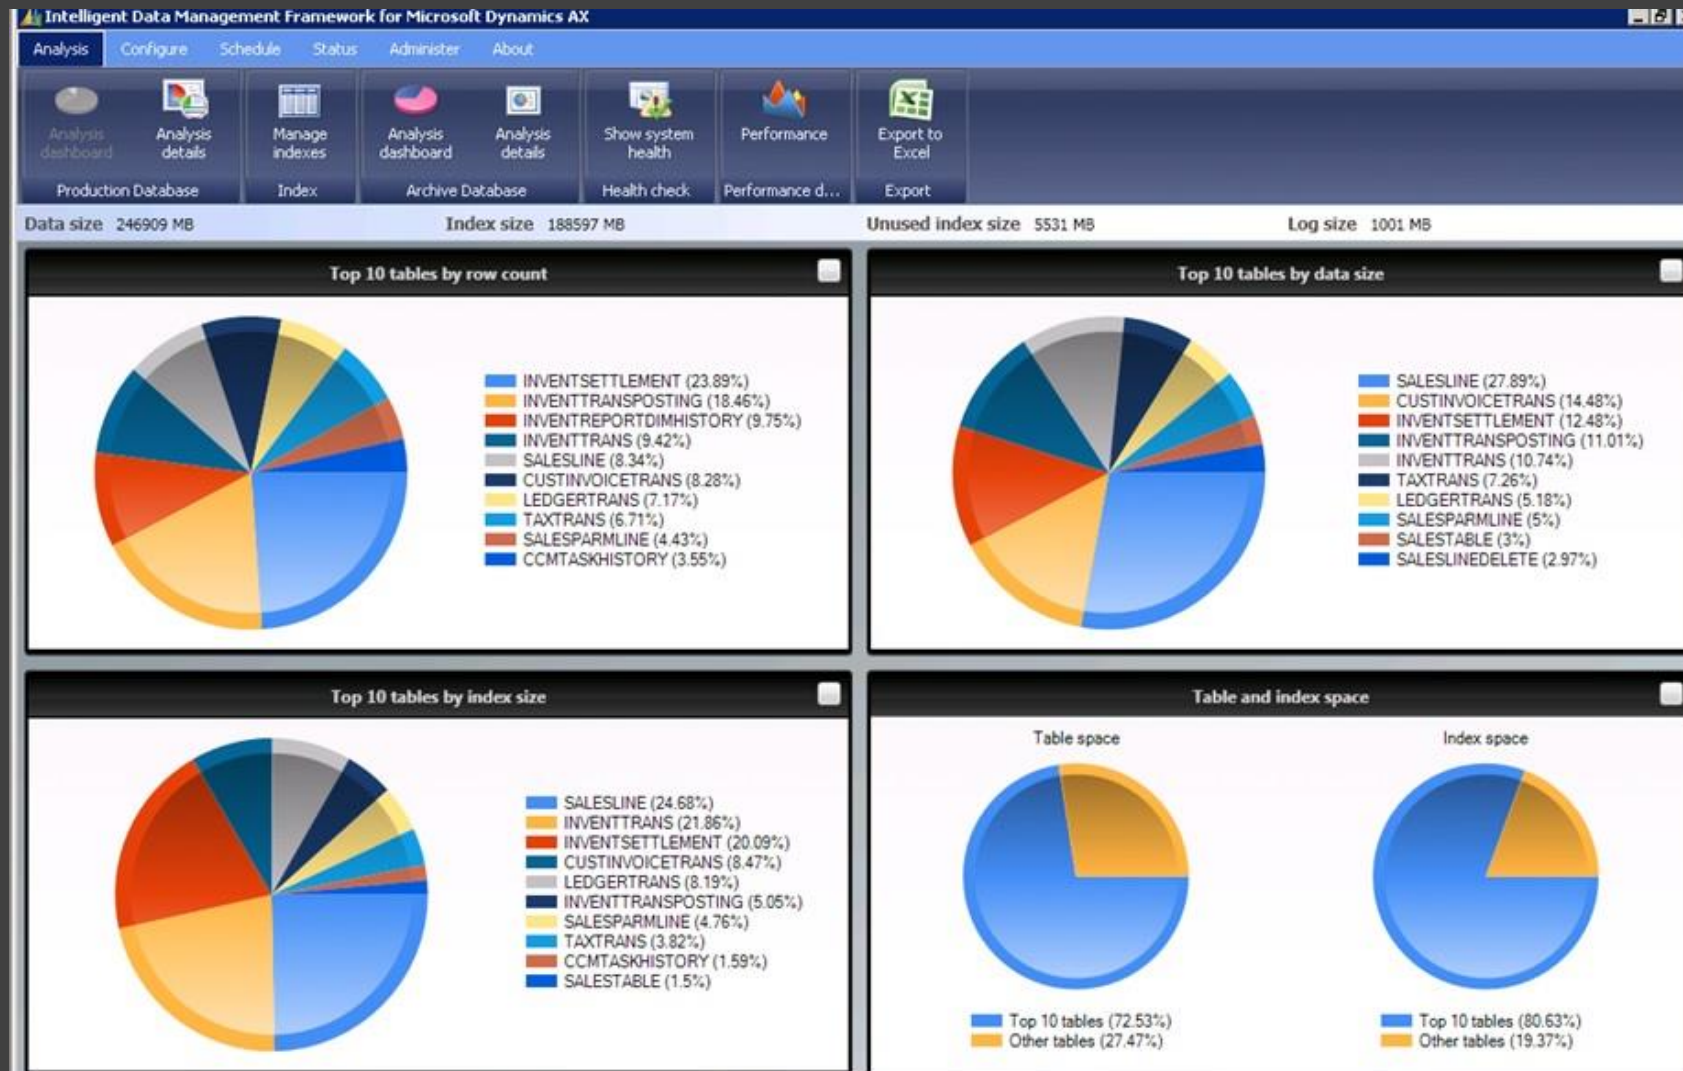 Intelligent Data Management Framework for Microsoft Dynamics AX
Analysis Configure Schedule Status Administer About
Analysis dashboard
Analysis details
Manage indexes
Analysis dashboard
Analysis details
Show system health
Performance
Export to Excel
Production Database Index Archive Database Health check Performance d... Export
Data size 246909 MB Index size 188597 MB Unused index size 5531 MB Log size 1001 MB
Top 10 tables by row count
INVENTSETTLEMENT (23.89%)
INVENTTRANSPOSTING (18.46%)
INVENTREPORTDIMHISTORY (9.75%)
INVENTTRANS (9.42%)
SALESLINE (8.34%)
CUSTINVOICETRANS (8.28%)
LEDGERTRANS (7.17%)
TAXTRANS (6.71%)
SALESPARMLINE (4.43%)
CCMTASKHISTORY (3.55%)
Top 10 tables by data size
SALESLINE (27.89%)
CUSTINVOICETRANS (14.48%)
INVENTSETTLEMENT (12.48%)
INVENTTRANSPOSTING (11.01%)
INVENTTRANS (10.74%)
TAXTRANS (7.26%)
LEDGERTRANS (5.18%)
SALESPARMLINE (5%)
SALESTABLE (3%)
SALESLINEDELETE (2.97%)
Top 10 tables by index size
SALESLINE (24.68%)
INVENTTRANS (21.86%)
INVENTSETTLEMENT (20.09%)
CUSTINVOICETRANS (8.47%)
LEDGERTRANS (8.19%)
INVENTTRANSPOSTING (5.05%)
SALESPARMLINE (4.76%)
TAXTRANS (3.82%)
CCMTASKHISTORY (1.59%)
SALESTABLE (1.5%)
Table and index space
Table space
Top 10 tables (72.53%)
Other tables (27.47%)
Index space
Top 10 tables (80.63%)
Other tables (19.37%)